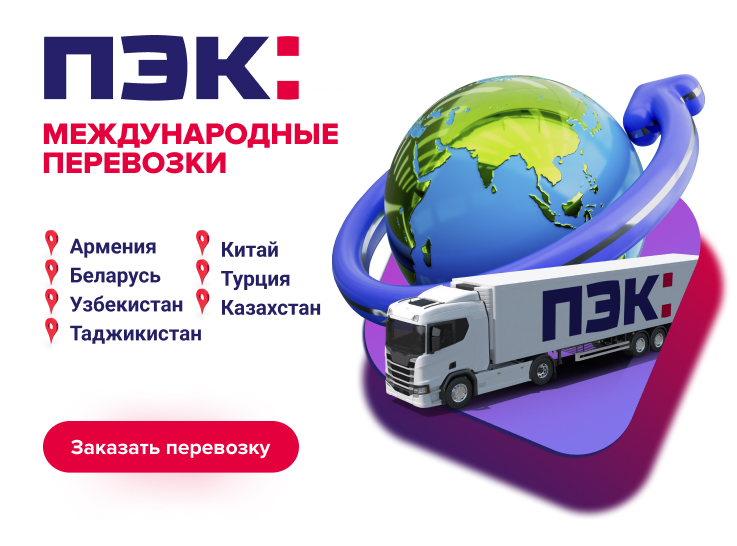 ПЭК:
МЕЖДУНАРОДНЫЕ
ПЕРЕВОЗКИ
Армения
Беларусь
Узбекистан
Таджикистан
Китай
Турция
Казахстан
ПЭК:
Заказать перевозку